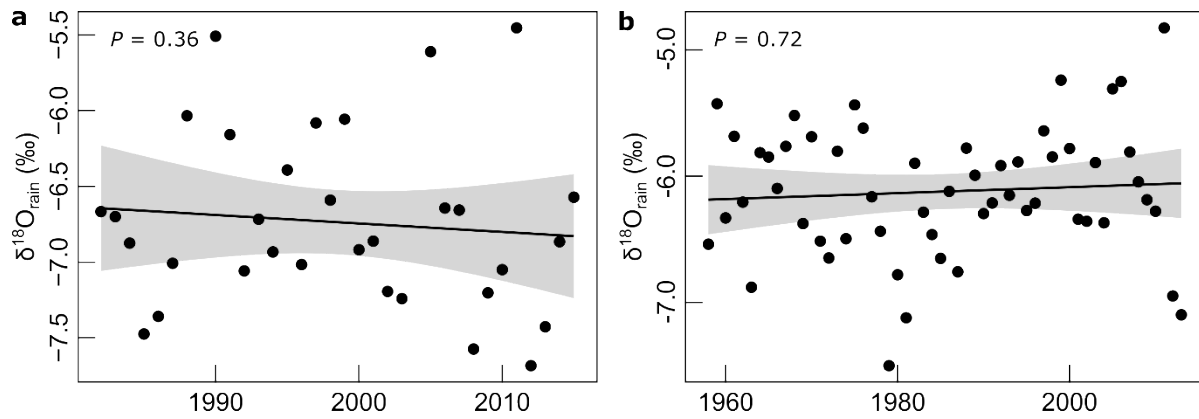 a
P = 0.36
δ¹⁸Orain (‰)
−5.5
−6.0
−6.5
−7.0
−7.5
1990
2000
2010
b
P = 0.72
δ¹⁸Orain (‰)
-5.0
-6.0
-7.0
1960
1980
2000